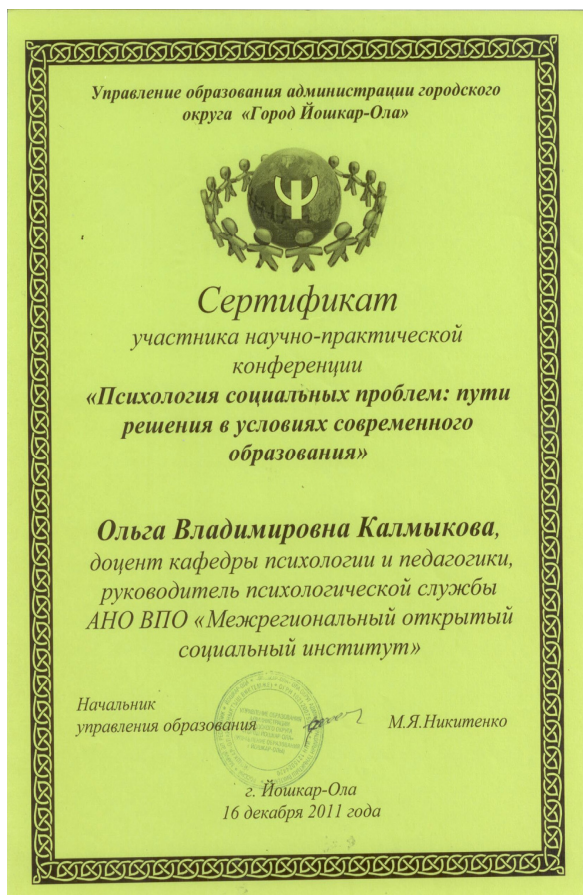 Управление образования администрации городского
округа «Город Йошкар-Ола»
Ψ
Сертификат
участника научно-практической
конференции
«Психология социальных проблем: пути
решения в условиях современного
образования»
Ольга Владимировна Калмыкова,
доцент кафедры психологии и педагогики,
руководитель психологической службы
АНО ВПО «Межрегиональный открытый
социальный институт»
Начальник
управления образования
М.Я.Никитенко
г. Йошкар-Ола
16 декабря 2011 года